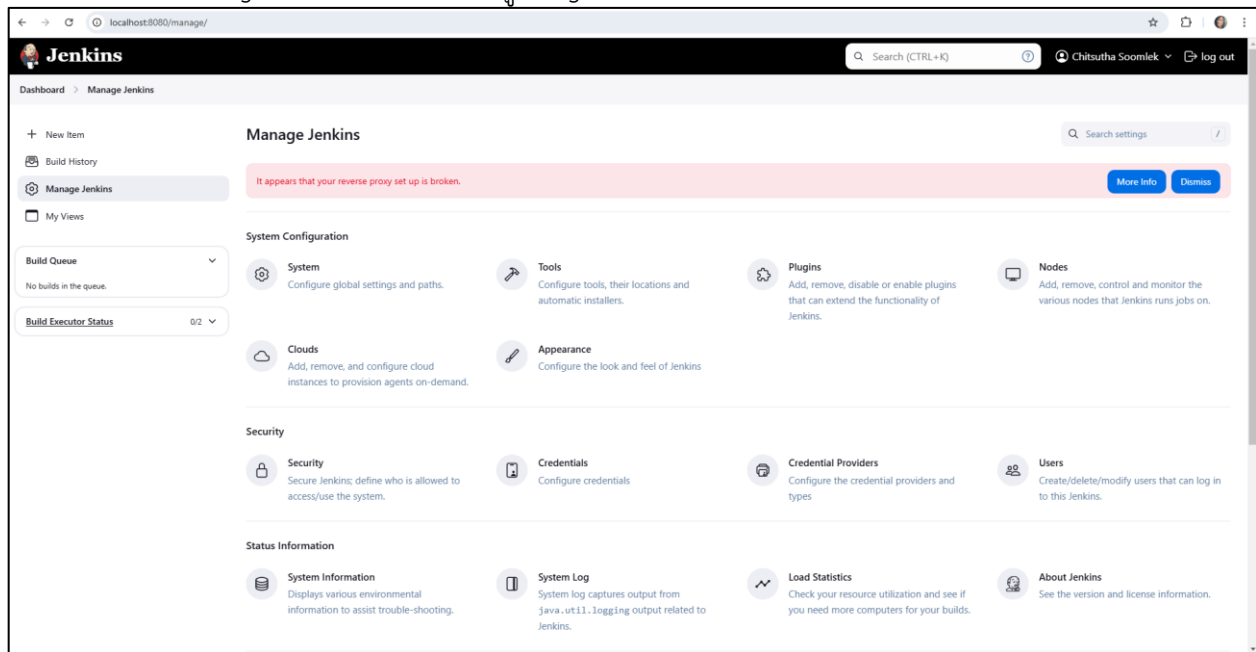 localhost:8080/manage/
Jenkins
Search (CTRL+K)
Chitsutha Soomlek
log out
Dashboard > Manage Jenkins
New Item
Build History
Manage Jenkins
My Views
Build Queue
No builds in the queue.
Build Executor Status
0/2
Manage Jenkins
Search settings
/
It appears that your reverse proxy set up is broken.
More Info
Dismiss
System Configuration
System
Configure global settings and paths.
Tools
Configure tools, their locations and
automatic installers.
Plugins
Add, remove, disable or enable plugins
that can extend the functionality of
Jenkins.
Nodes
Add, remove, control and monitor the
various nodes that Jenkins runs jobs on.
Clouds
Add, remove, and configure cloud
instances to provision agents on-demand.
Appearance
Configure the look and feel of Jenkins
Security
Security
Secure Jenkins; define who is allowed to
access/use the system.
Credentials
Configure credentials
Credential Providers
Configure the credential providers and
types
Users
Create/delete/modify users that can log in
to this Jenkins.
Status Information
System Information
Displays various environmental
information to assist trouble-shooting.
System Log
System log captures output from
java.util.logging output related to
Jenkins.
Load Statistics
Check your resource utilization and see if
you need more computers for your builds.
About Jenkins
See the version and license information.